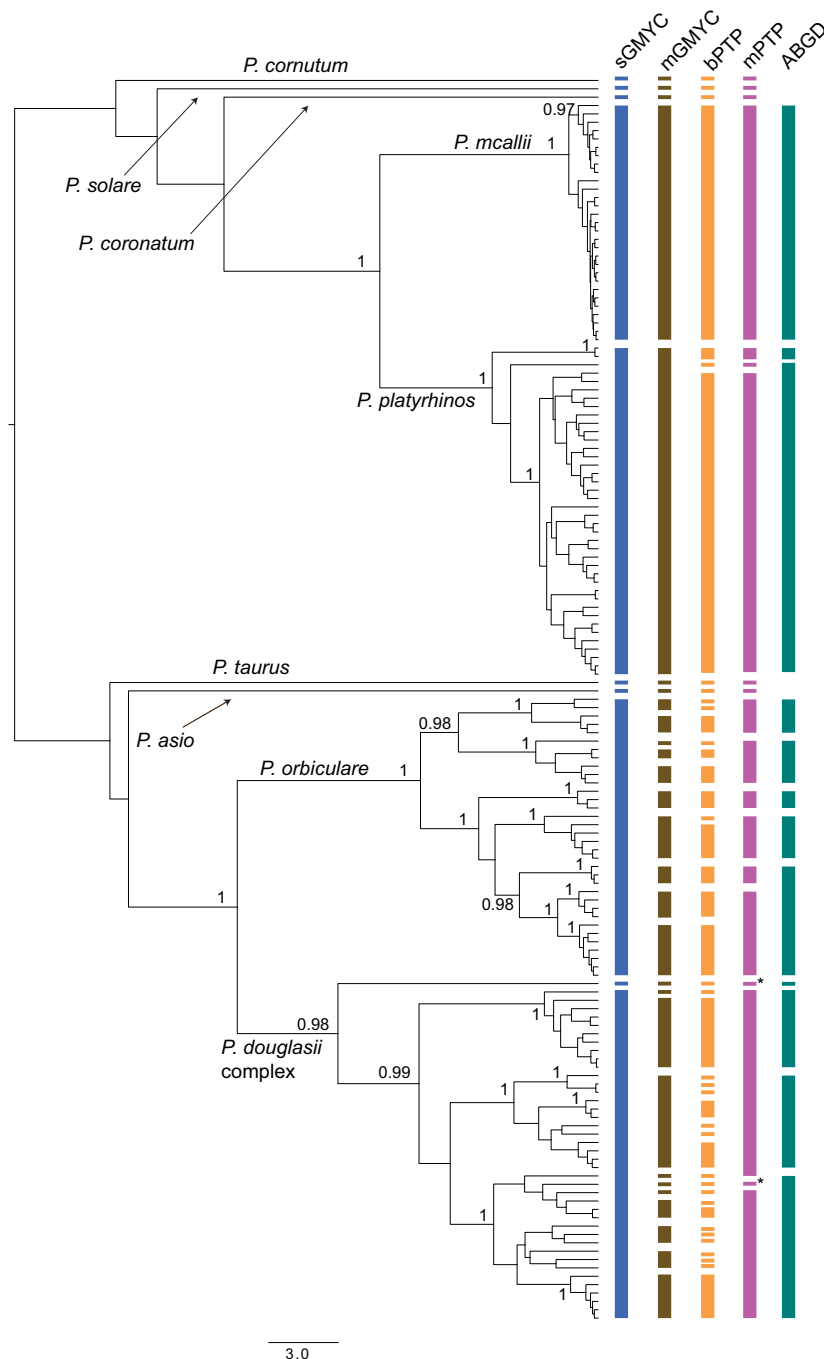 sGMYC
mGMYC
bPTP
mPTP
ABGD
P. cornutum
0.97
P. mcallii
1
P. solare
P. coronatum
1
1
1
P. platyrhinos
1
P. taurus
1
P. asio
0.98
1
P. orbiculare
1
1
1
1
1
0.98
1
1
1
*
0.98
1
P. douglasii
complex
0.99
1
1
1
*
1
1
3.0